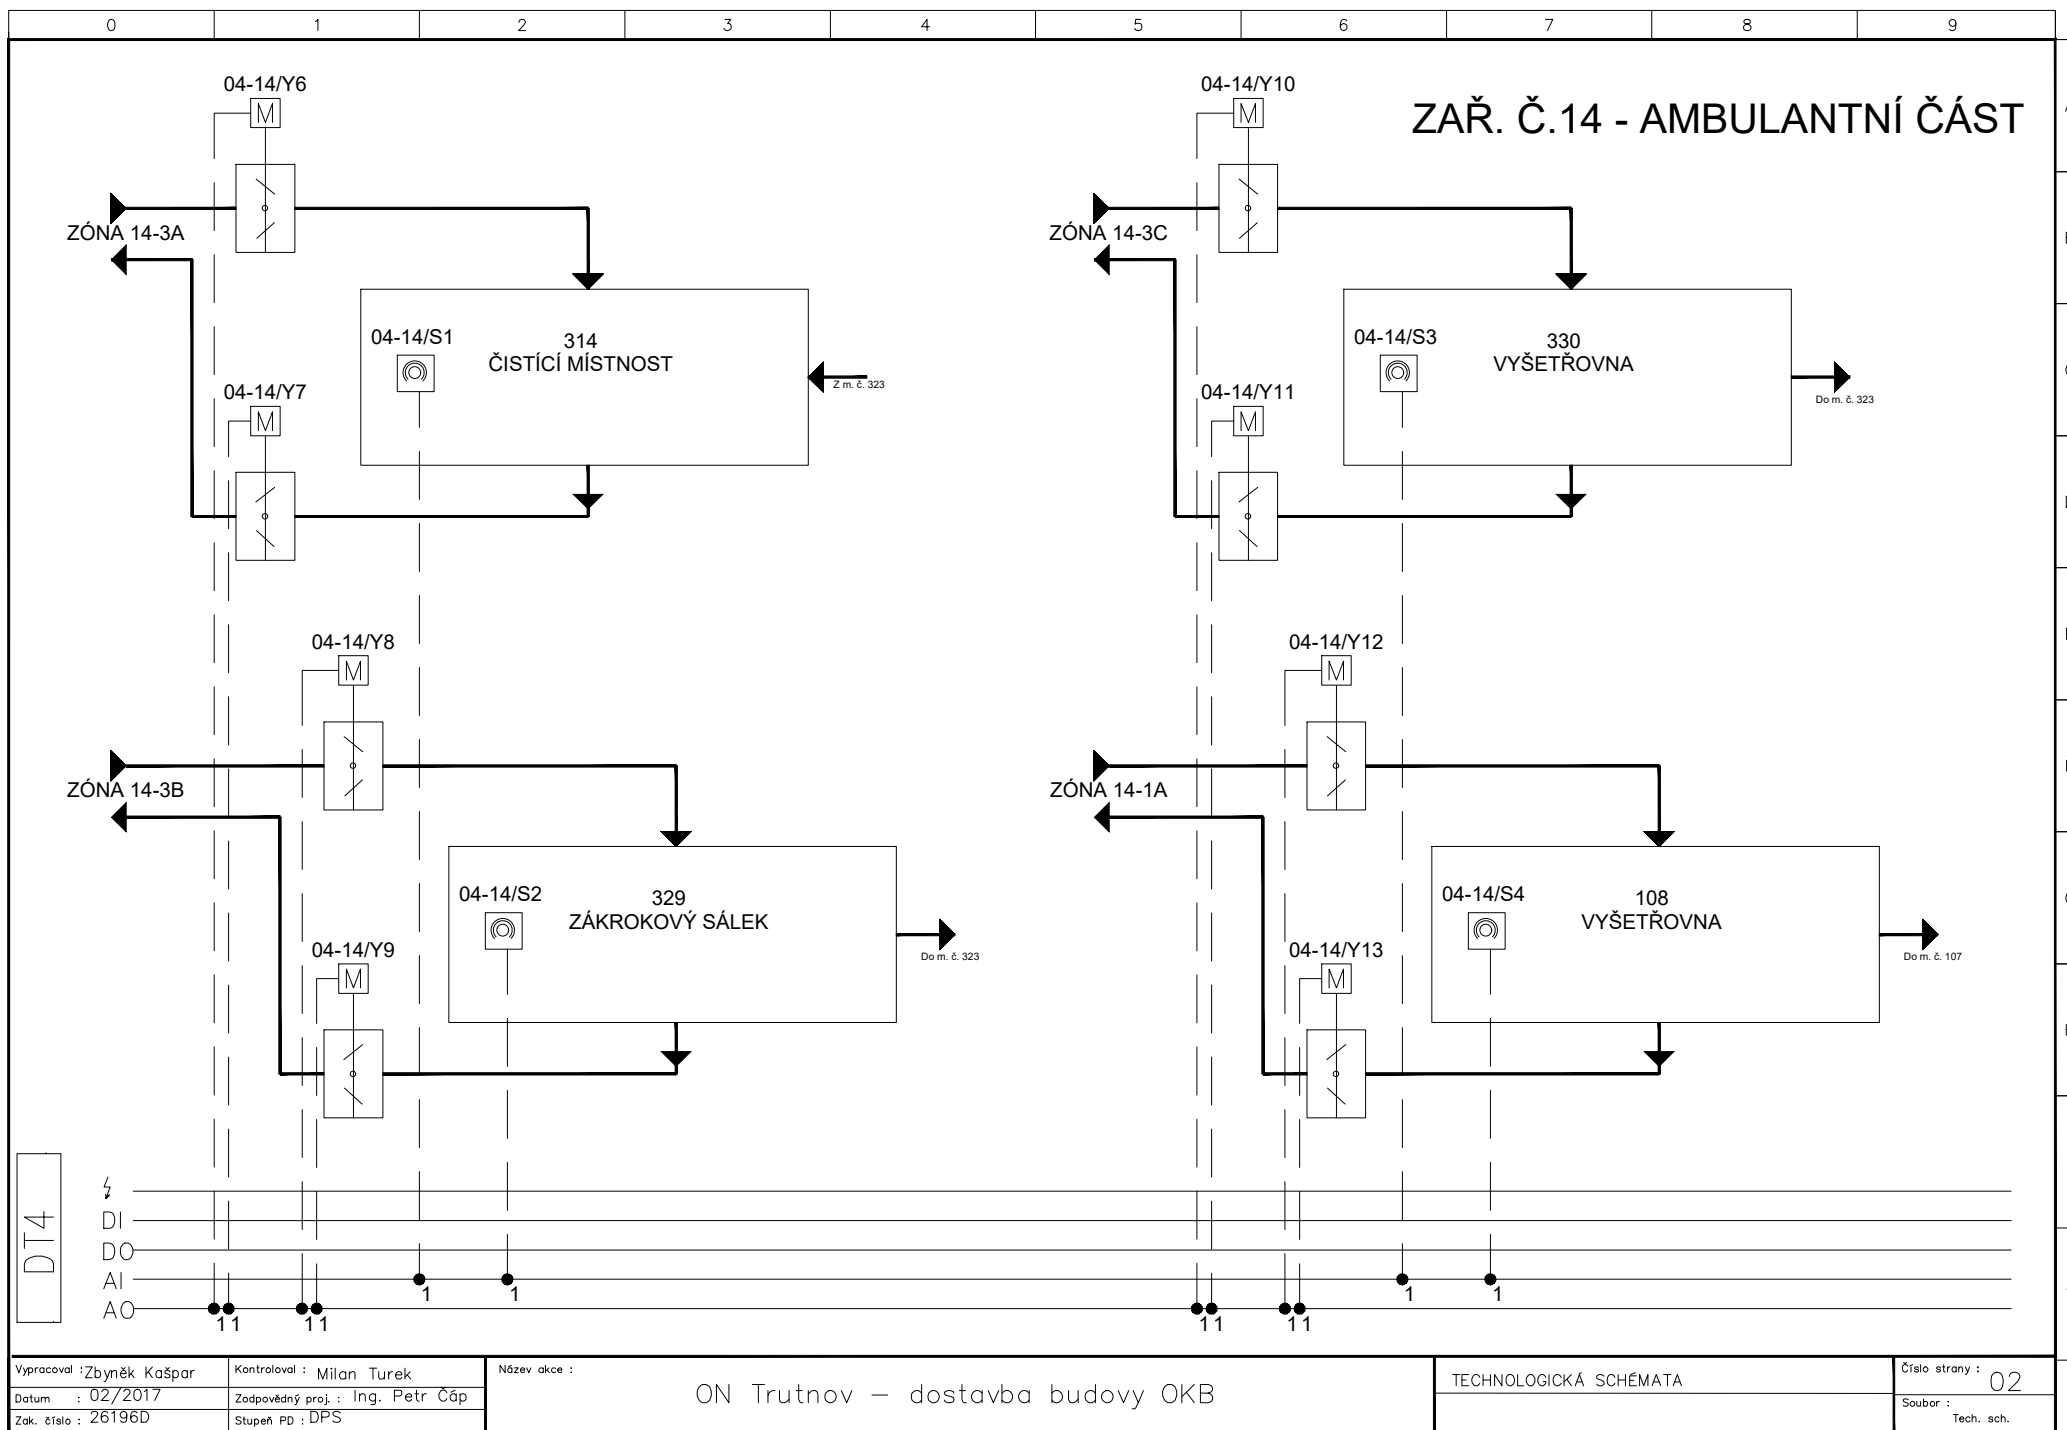 0 1 2 3 4 5 6 7 8 9
ZAŘ. Č.14 - AMBULANTNÍ ČÁST
04-14/Y6
M
ZÓNA 14-3A
04-14/S1
314
ČISTÍCÍ MÍSTNOST
Z m. č. 323
04-14/Y7
M
04-14/Y10
M
ZÓNA 14-3C
04-14/S3
330
VYŠETŘOVNA
Do m. č. 323
04-14/Y11
M
04-14/Y8
M
ZÓNA 14-3B
04-14/S2
329
ZÁKROKOVÝ SÁLEK
Do m. č. 323
04-14/Y9
M
04-14/Y12
M
ZÓNA 14-1A
04-14/S4
108
VYŠETŘOVNA
Do m. č. 107
04-14/Y13
M
DT4
DI
DO
AI
1 1 1 1
AO
11 11 11 11
Vypracoval : Zbyněk Kašpar
Datum : 02/2017
Zak. číslo : 26196D
Kontroloval : Milan Turek
Zodpovědný proj. : Ing. Petr Čáp
Stupeň PD : DPS
Název akce :
ON Trutnov – dostavba budovy OKB
TECHNOLOGICKÁ SCHÉMATA
Číslo strany : 02
Soubor :
Tech. sch.